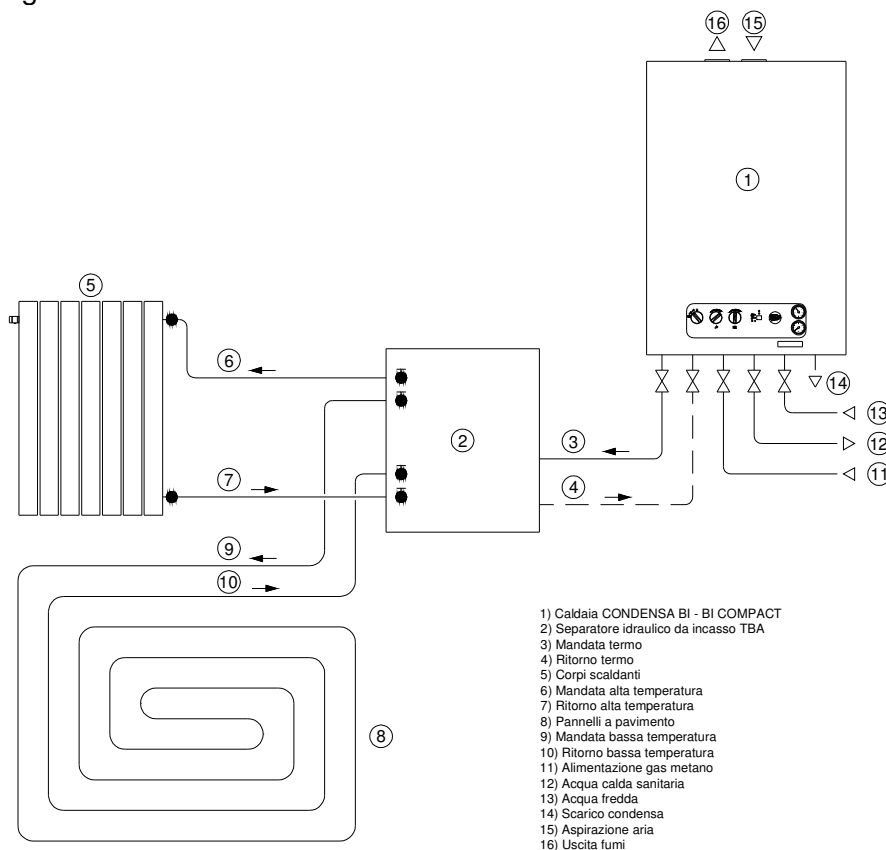 16
15
1
5
6
2
14
13
12
11
3
7
4
9
10
8
1) Caldaia CONDENSA BI - BI COMPACT
2) Separatore idraulico da incasso TBA
3) Mandata termo
4) Ritorno termo
5) Corpi scaldanti
6) Mandata alta temperatura
7) Ritorno alta temperatura
8) Pannelli a pavimento
9) Mandata bassa temperatura
10) Ritorno bassa temperatura
11) Alimentazione gas metano
12) Acqua calda sanitaria
13) Acqua fredda
14) Scarico condensa
15) Aspirazione aria
16) Uscita fumi